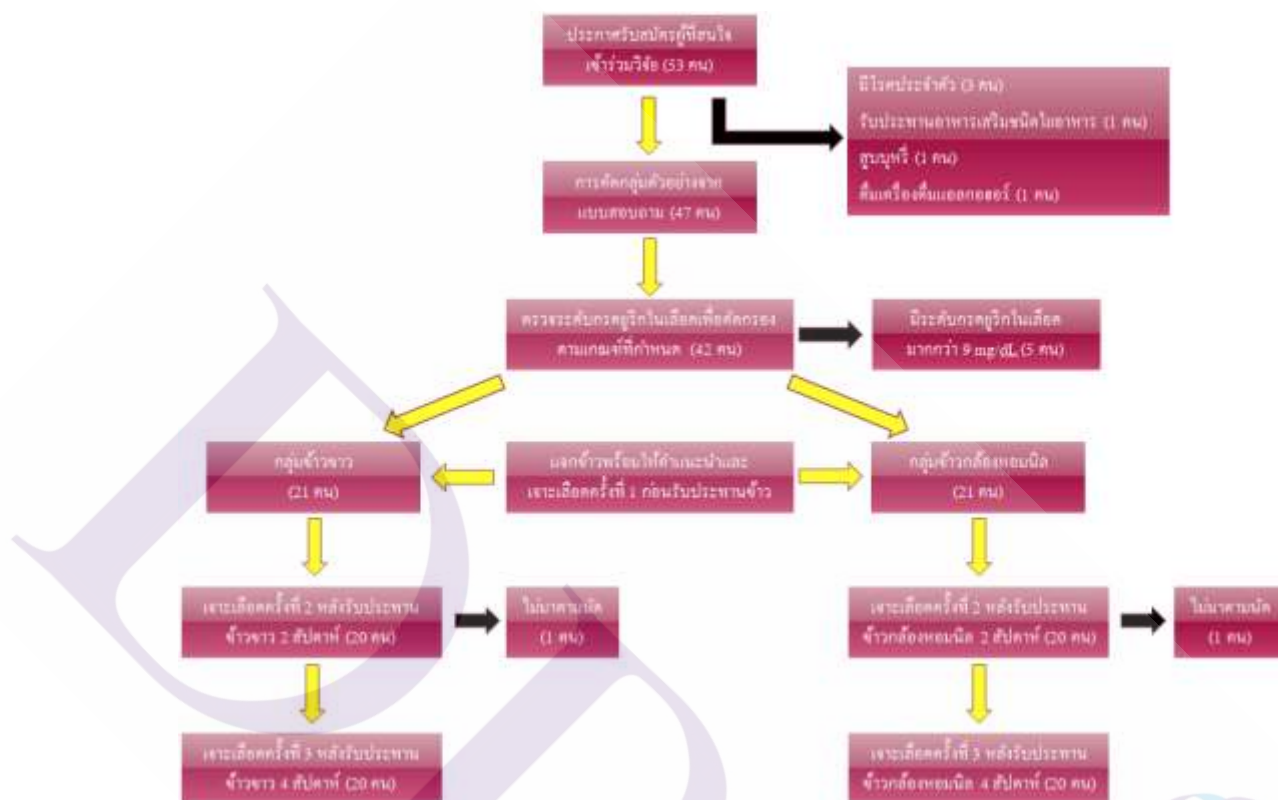 ประกาศรับสมัครผู้ที่สนใจ
เข้าร่วมวิจัย (53 คน)
มีโรคประจำตัว (3 คน)
รับประทานอาหารเสริมชนิดใยอาหาร (1 คน)
สูบบุหรี่ (1 คน)
ดื่มเครื่องดื่มแอลกอฮอร์ (1 คน)
การคัดกลุ่มตัวอย่างจาก
แบบสอบถาม (47 คน)
ตรวจระดับกรดยูริกในเลือดเพื่อคัดกรอง
ตามเกณฑ์ที่กำหนด (42 คน)
มีระดับกรดยูริกในเลือด
มากกว่า 9 mg/dL (5 คน)
กลุ่มข้าวขาว
(21 คน)
แจกข้าวพร้อมให้คำแนะนำและ
เจาะเลือดครั้งที่ 1 ก่อนรับประทานข้าว
กลุ่มข้าวกล้องหอมนิล
(21 คน)
เจาะเลือดครั้งที่ 2 หลังรับประทาน
ข้าวขาว 2 สัปดาห์ (20 คน)
ไม่มาตามนัด
(1 คน)
เจาะเลือดครั้งที่ 2 หลังรับประทาน
ข้าวกล้องหอมนิล 2 สัปดาห์ (20 คน)
ไม่มาตามนัด
(1 คน)
เจาะเลือดครั้งที่ 3 หลังรับประทาน
ข้าวขาว 4 สัปดาห์ (20 คน)
เจาะเลือดครั้งที่ 3 หลังรับประทาน
ข้าวกล้องหอมนิล 4 สัปดาห์ (20 คน)